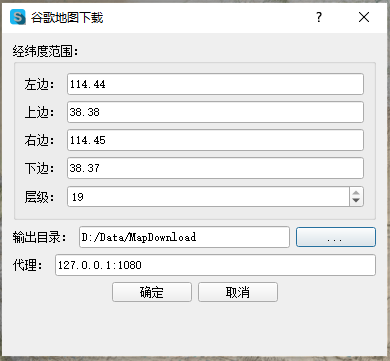 谷歌地图下载
经纬度范围：
左边： 114.44
上边： 38.38
右边： 114.45
下边： 38.37
层级： 19
输出目录： D:/Data/MapDownload ...
代理： 127.0.0.1:1080
确定 取消